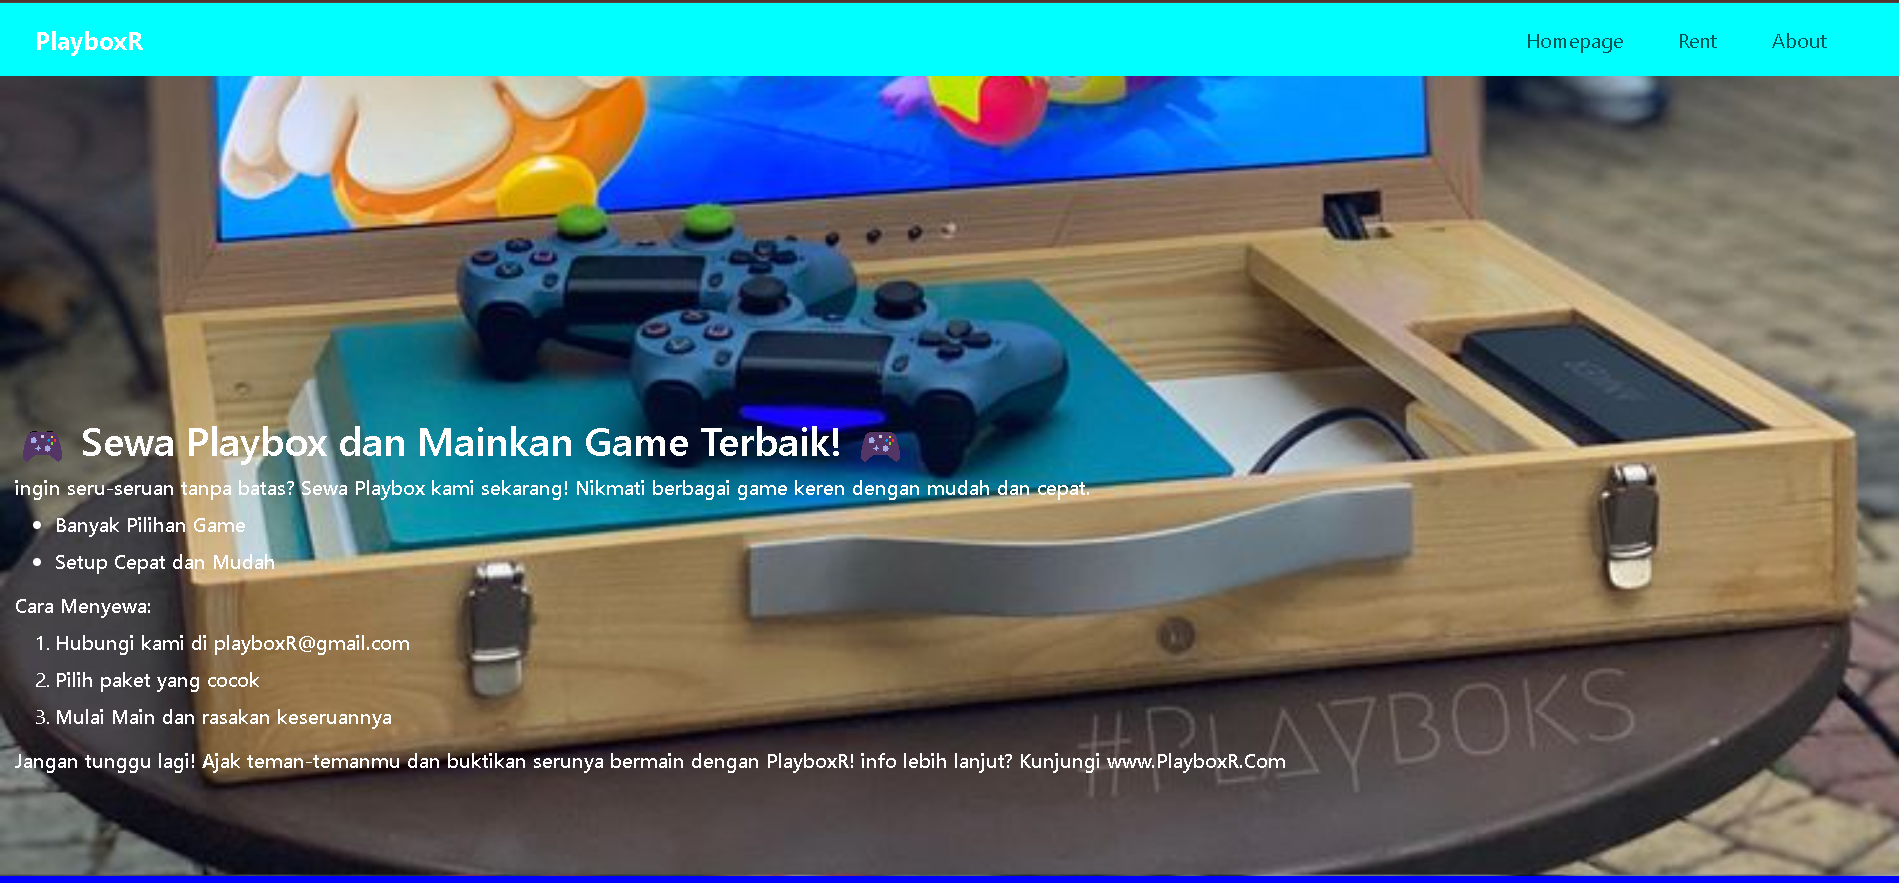 PlayboxR
Homepage Rent About
Sewa Playbox dan Mainkan Game Terbaik!
ingin seru-seruan tanpa batas? Sewa Playbox kami sekarang! Nikmati berbagai game keren dengan mudah dan cepat.
• Banyak Pilihan Game
• Setup Cepat dan Mudah
Cara Menyewa:
1. Hubungi kami di playboxR@gmail.com
2. Pilih paket yang cocok
3. Mulai Main dan rasakan keseruannya
#PLAYBOKS
Jangan tunggu lagi! Ajak teman-temanmu dan buktikan serunya bermain dengan PlayboxR! info lebih lanjut? Kunjungi www.PlayboxR.Com